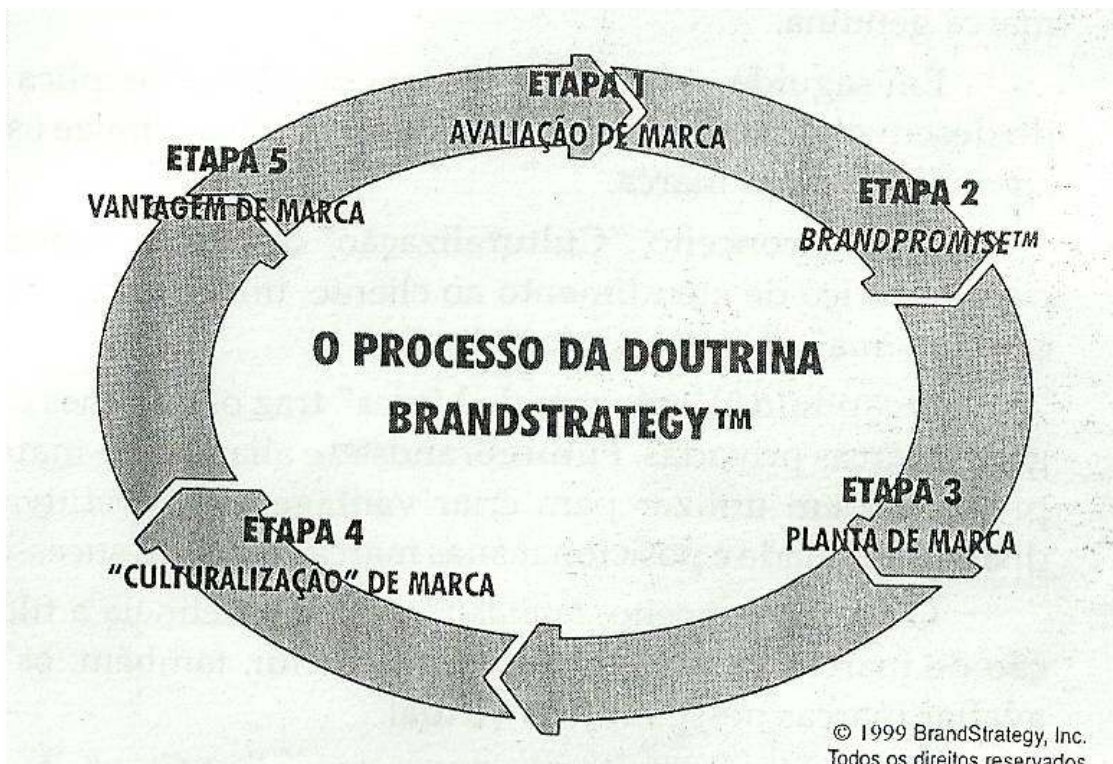 ETAPA 1
AVALIAÇÃO DE MARCA
ETAPA 2
BRANDPROMISE™
ETAPA 3
PLANTA DE MARCA
ETAPA 4
"CULTURALIZAÇÃO" DE MARCA
ETAPA 5
VANTAGEM DE MARCA
O PROCESSO DA DOUTRINA
BRANDSTRATEGY™
© 1999 BrandStrategy, Inc.
Todos os direitos reservados